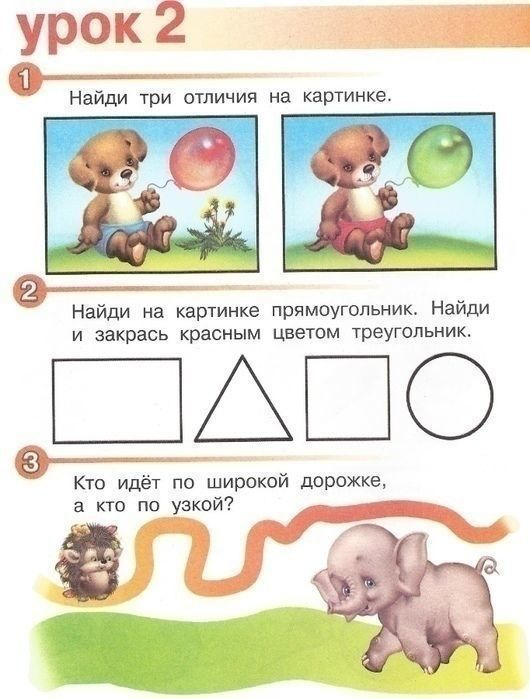 урок 2
1
Найди три отличия на картинке.
2
Найди на картинке прямоугольник. Найди
и закрась красным цветом треугольник.
3
Кто идёт по широкой дорожке,
а кто по узкой?